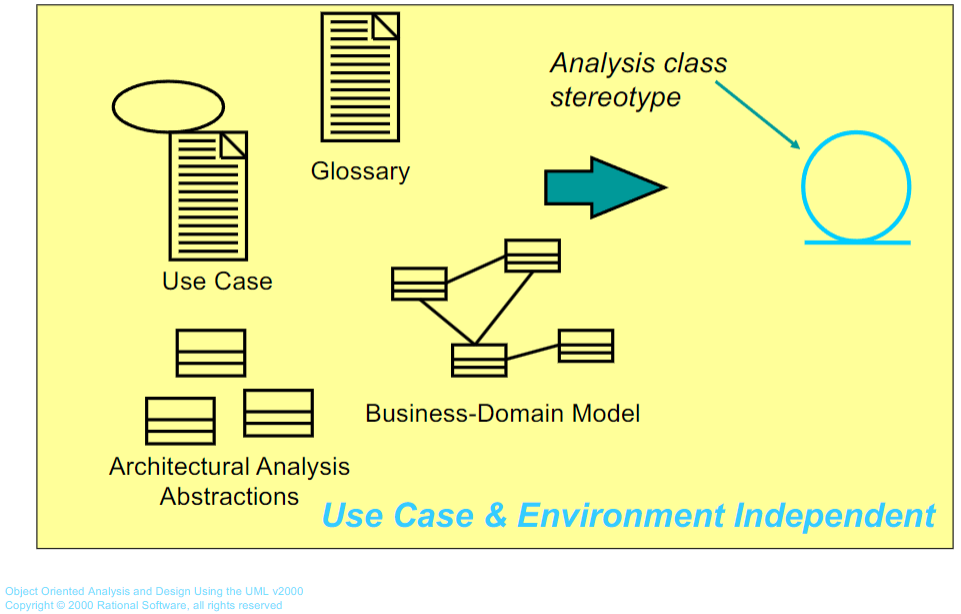 Analysis class
stereotype
Glossary
Use Case
Business-Domain Model
Architectural Analysis
Abstractions
Use Case & Environment Independent
Object Oriented Analysis and Design Using the UML v2000
Copyright © 2000 Rational Software, all rights reserved